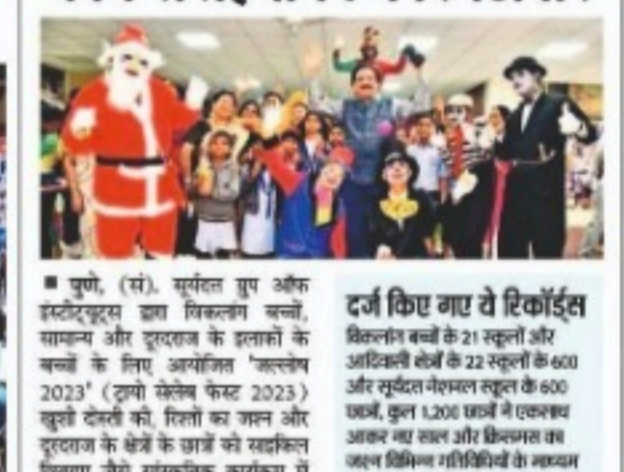 ■ पुणे, (सं). सूर्यदत्त ग्रुप ऑफ
इंस्टीट्यूट्स द्वारा विकलांग बच्चों,
सामान्य और दूरदराज के इलाकों के
बच्चों के लिए आयोजित 'जल्लोष
2023' (ट्रायो सेलेब फेस्ट 2023)
खुशी दोस्ती की, रिश्तों का जश्न और
दूरदराज के क्षेत्रों के छात्रों को साइकिल
दर्ज किए गए ये रिकॉर्ड्स
विकलांग बच्चों के 21 स्कूलों और
आदिवासी क्षेत्रों के 22 स्कूलों के 600
और सूर्यदत्त नेशनल स्कूल के 600
छात्रों, कुल 1,200 छात्रों ने एकसाथ
आकर नए साल और क्रिसमस का
जश्न विभिन्न गतिविधियों के माध्यम